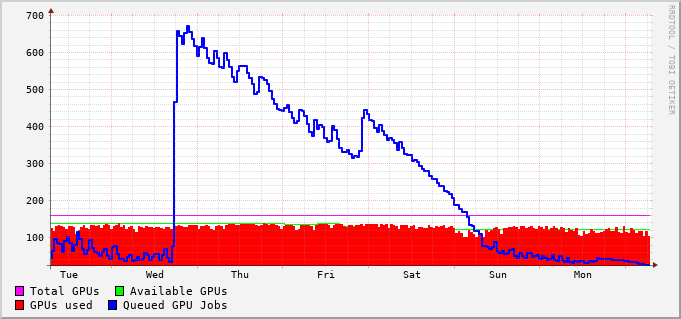 700
600
500
400
300
200
100
Tue Wed Thu Fri Sat Sun Mon
Total GPUs Available GPUs
GPUs used Queued GPU Jobs
RRDTOOL / TOBI OETIKER